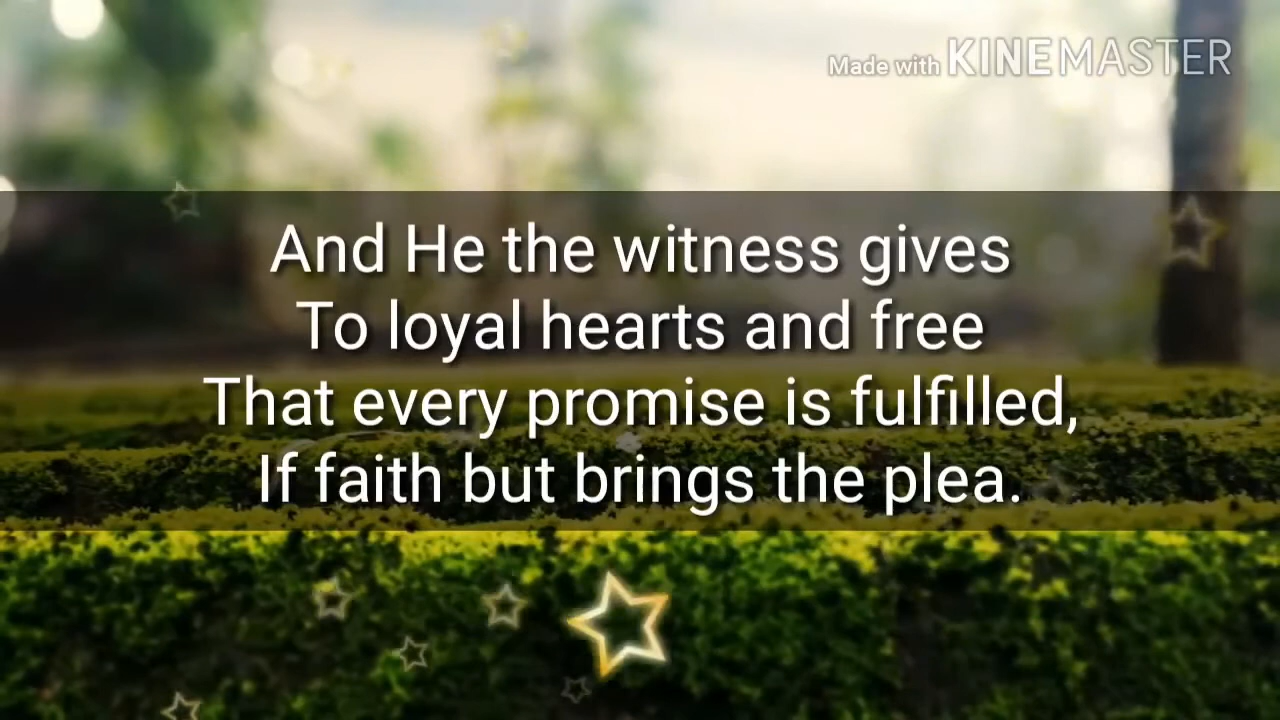 Made with KINEMASTER
And He the witness gives
To loyal hearts and free
That every promise is fulfilled,
If faith but brings the plea.